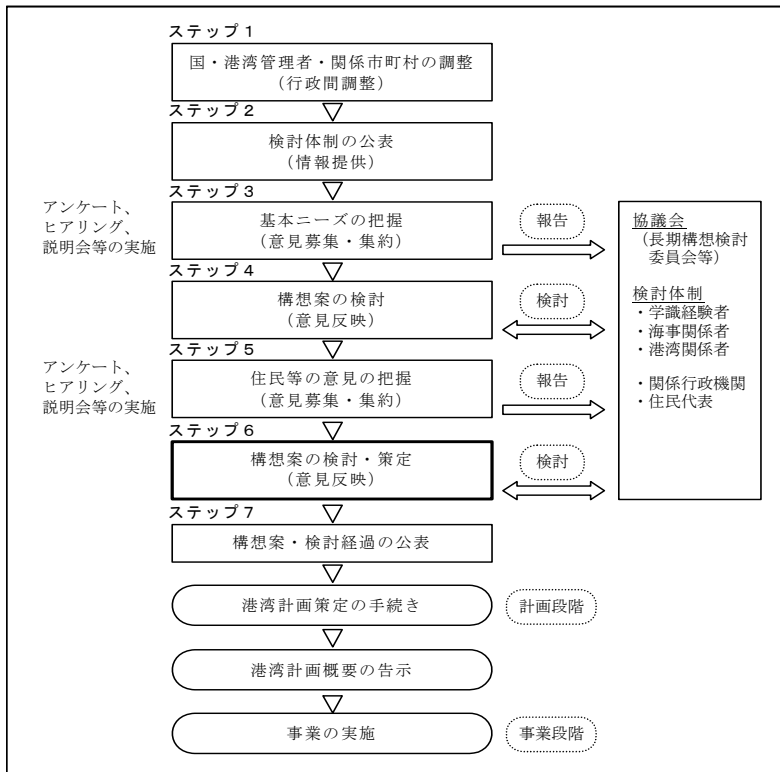 ステップ1
国・港湾管理者・関係市町村の調整
（行政間調整）
ステップ2
検討体制の公表
（情報提供）
ステップ3
アンケート、
ヒアリング、
説明会等の実施
基本ニーズの把握
（意見募集・集約）
報告
協議会
（長期構想検討
委員会等）
検討体制
・学識経験者
・海事関係者
・港湾関係者
・関係行政機関
・住民代表
ステップ4
構想案の検討
（意見反映）
検討
ステップ5
アンケート、
ヒアリング、
説明会等の実施
住民等の意見の把握
（意見募集・集約）
報告
ステップ6
構想案の検討・策定
（意見反映）
検討
ステップ7
構想案・検討経過の公表
港湾計画策定の手続き
計画段階
港湾計画概要の告示
事業の実施
事業段階